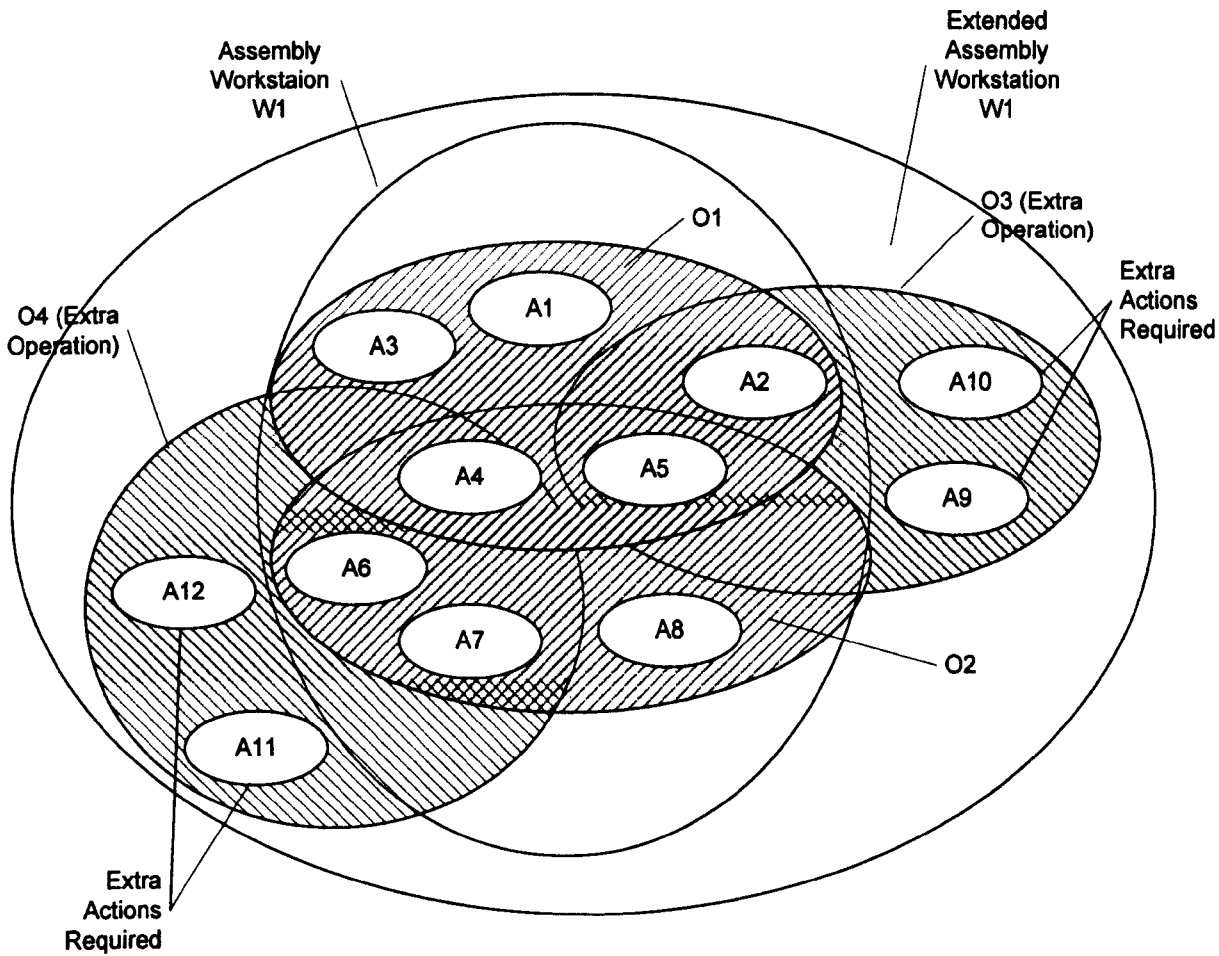 Assembly
Workstaion
W1
Extended
Assembly
Workstation
W1
O1
O3 (Extra
Operation)
Extra
Actions
Required
O4 (Extra
Operation)
A1
A3
A2
A10
A4
A5
A9
A6
A12
A7
A8
O2
A11
Extra
Actions
Required